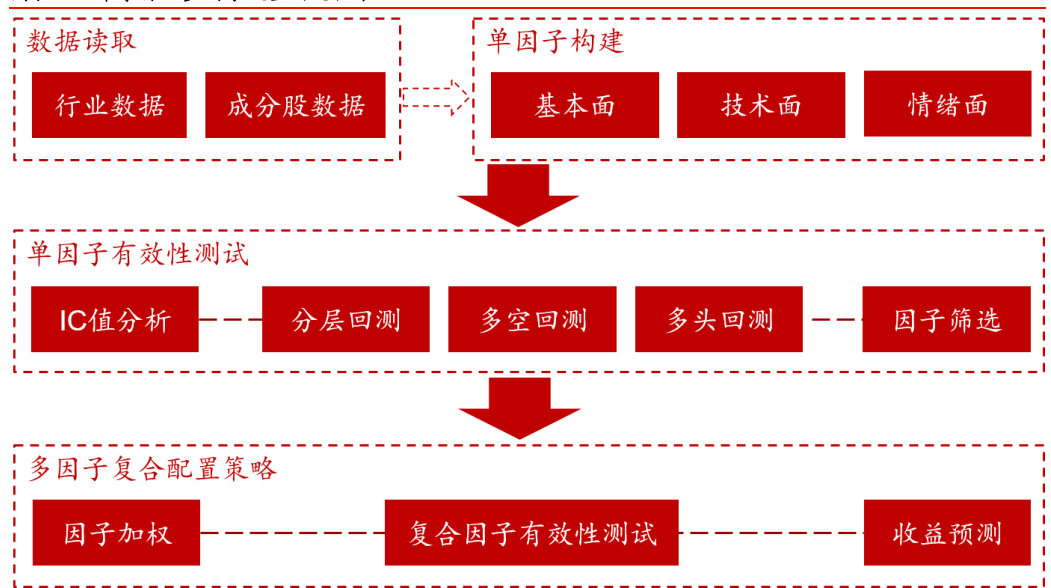 数据读取
行业数据 成分股数据
单因子构建
基本面 技术面 情绪面
单因子有效性测试
IC值分析 分层回测 多空回测 多头回测 因子筛选
多因子复合配置策略
因子加权 复合因子有效性测试 收益预测